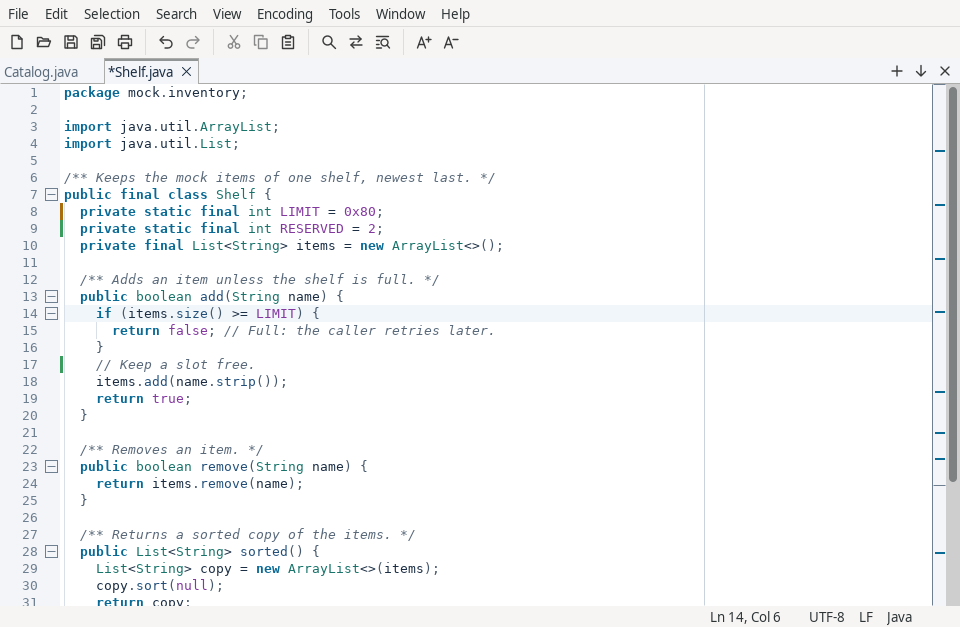 File Edit Selection Search View Encoding Tools Window Help
Catalog.java *Shelf.java
1 package mock.inventory;
2
3 import java.util.ArrayList;
4 import java.util.List;
5
6 /** Keeps the mock items of one shelf, newest last. */
7 public final class Shelf {
8   private static final int LIMIT = 0x80;
9   private static final int RESERVED = 2;
10   private final List<String> items = new ArrayList<>();
11
12   /** Adds an item unless the shelf is full. */
13   public boolean add(String name) {
14     if (items.size() >= LIMIT) {
15       return false; // Full: the caller retries later.
16     }
17     // Keep a slot free.
18     items.add(name.strip());
19     return true;
20   }
21
22   /** Removes an item. */
23   public boolean remove(String name) {
24     return items.remove(name);
25   }
26
27   /** Returns a sorted copy of the items. */
28   public List<String> sorted() {
29     List<String> copy = new ArrayList<>(items);
30     copy.sort(null);
31     return copy;
Ln 14, Col 6 UTF-8 LF Java